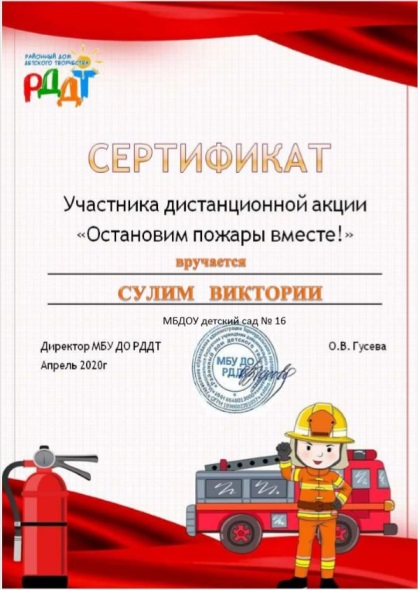 РАЙОННЫЙ ДОМ
ДЕТСКОГО ТВОРЧЕСТВА
РДДТ
СЕРТИФИКАТ
Участника дистанционной акции
«Остановим пожары вместе!»
вручается
СУЛИМ ВИКТОРИИ
МБДОУ детский сад № 16
Директор МБУ ДО РДДТ
О.В. Гусева
Апрель 2020г
МБУ ДО
РДДТ